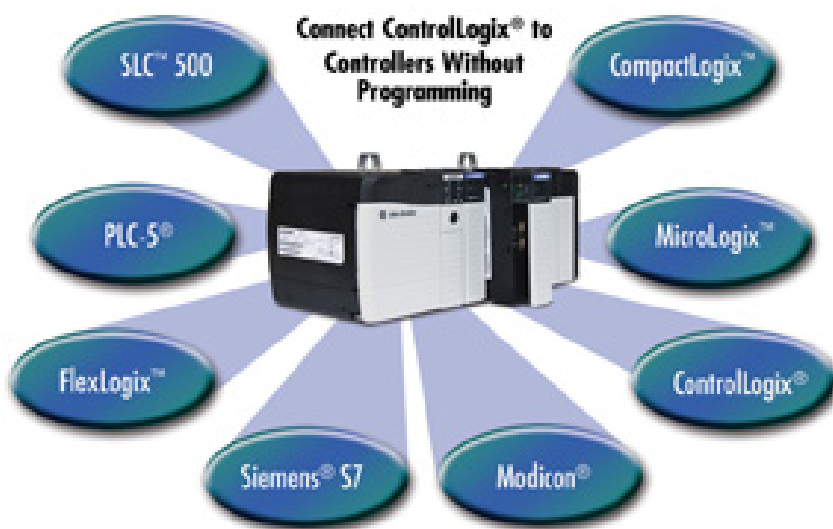 Connect ControlLogix® to
Controllers Without
Programming
SLC™ 500
CompactLogix™
PLC-5®
MicroLogix™
FlexLogix™
ControlLogix®
Siemens® S7
Modicon®